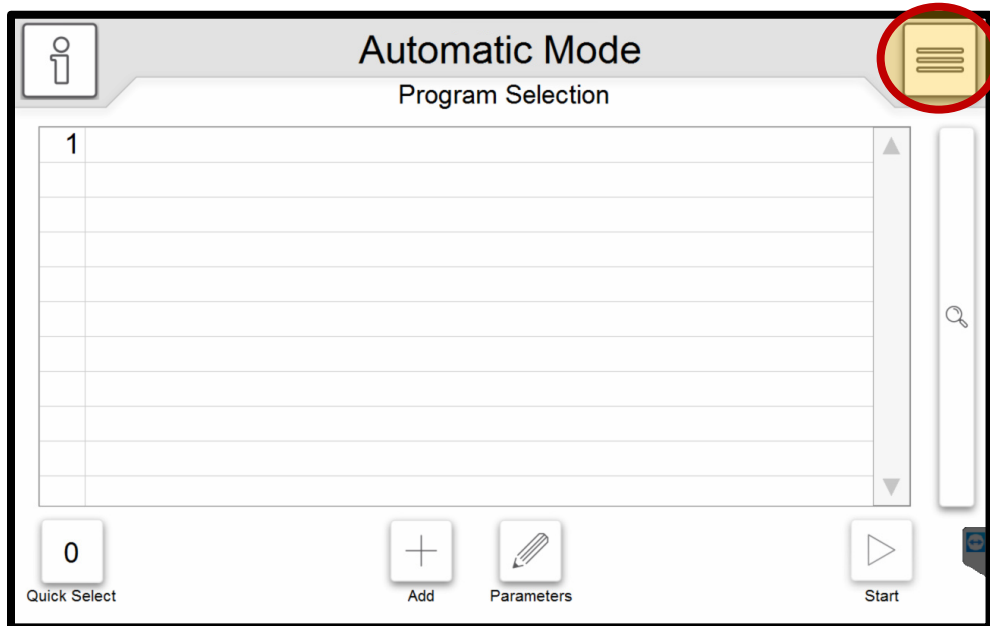 Automatic Mode
Program Selection
1
0
Quick Select
Add
Parameters
Start